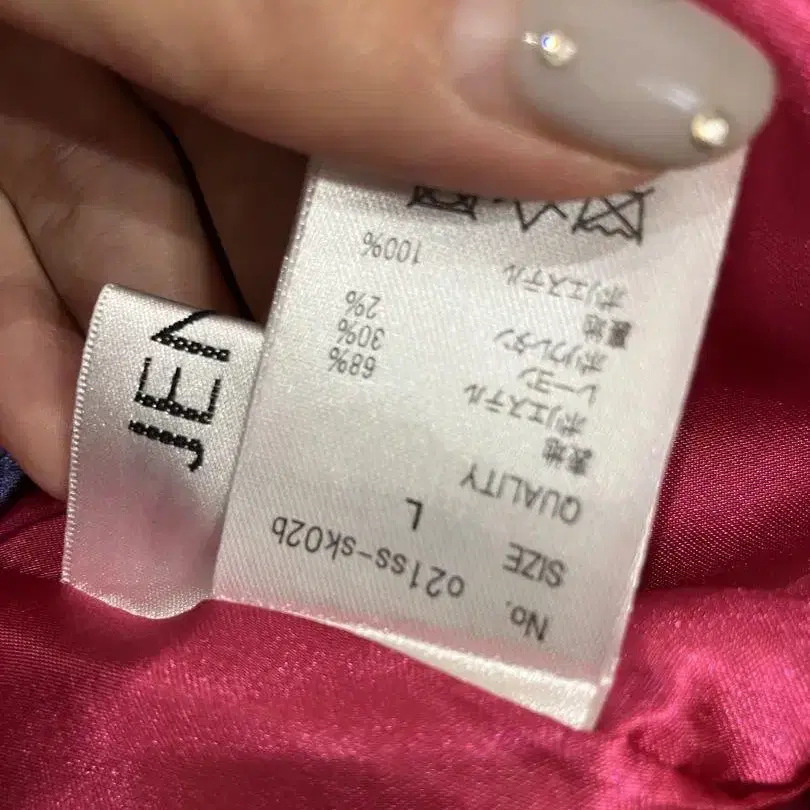 No. o21ss-sk02b
SIZE L
QUALITY
表地
ポリエステル 68%
レーヨン 30%
ポリウレタン 2%
裏地
ポリエステル 100%
JEN